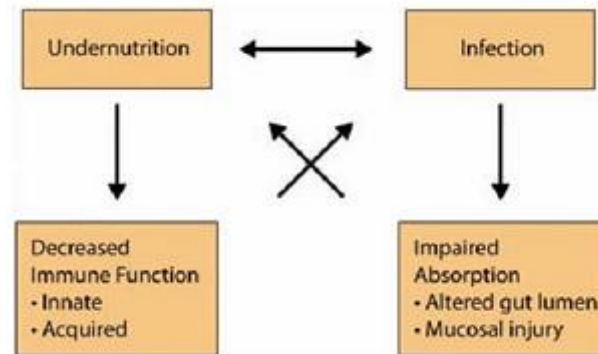 Undernutrition
Infection
Decreased
Immune Function
• Innate
• Acquired
Impaired
Absorption
• Altered gut lumen
• Mucosal injury